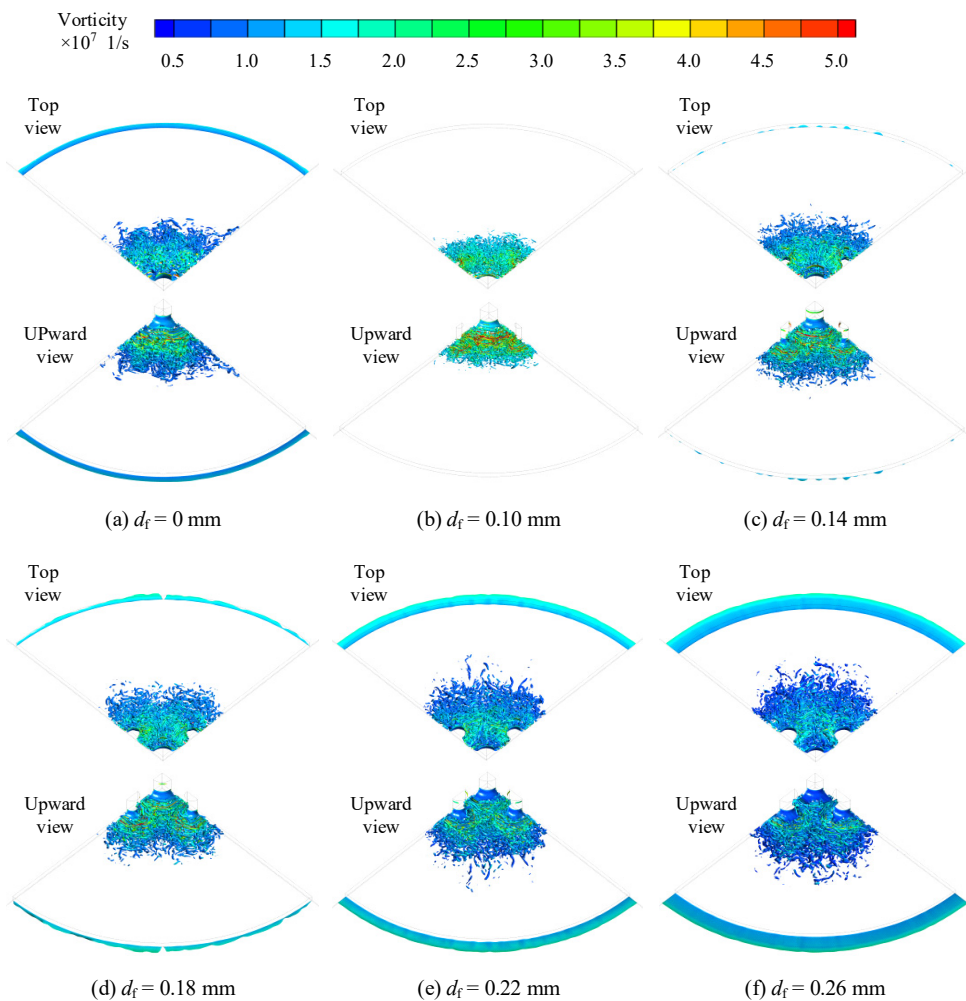 Vorticity
×10⁷ 1/s
0.5 1.0 1.5 2.0 2.5 3.0 3.5 4.0 4.5 5.0
Top
view
Top
view
Top
view
UPward
view
Upward
view
Upward
view
(a) d_f = 0 mm
(b) d_f = 0.10 mm
(c) d_f = 0.14 mm
Top
view
Top
view
Top
view
Upward
view
Upward
view
Upward
view
(d) d_f = 0.18 mm
(e) d_f = 0.22 mm
(f) d_f = 0.26 mm